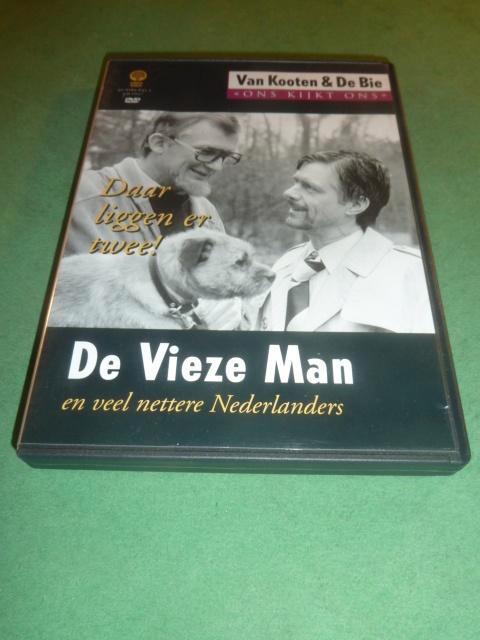 Van Kooten & De Bie
• ONS KIJKT ONS •
DVD
Daar
liggen er
twee!
De Vieze Man
en veel nettere Nederlanders